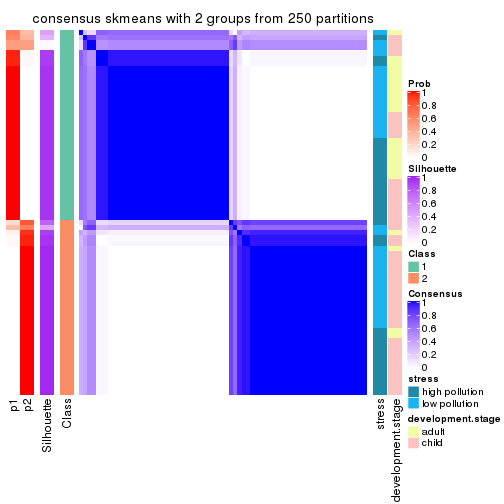 consensus skmeans with 2 groups from 250 partitions
Prob
1
0.8
0.6
0.4
0.2
0
Silhouette
1
0.8
0.6
0.4
0.2
0
Class
1
2
Consensus
1
0.8
0.6
0.4
0.2
0
stress
high pollution
low pollution
development.stage
adult
child
p1
p2
Silhouette
Class
stress
development.stage